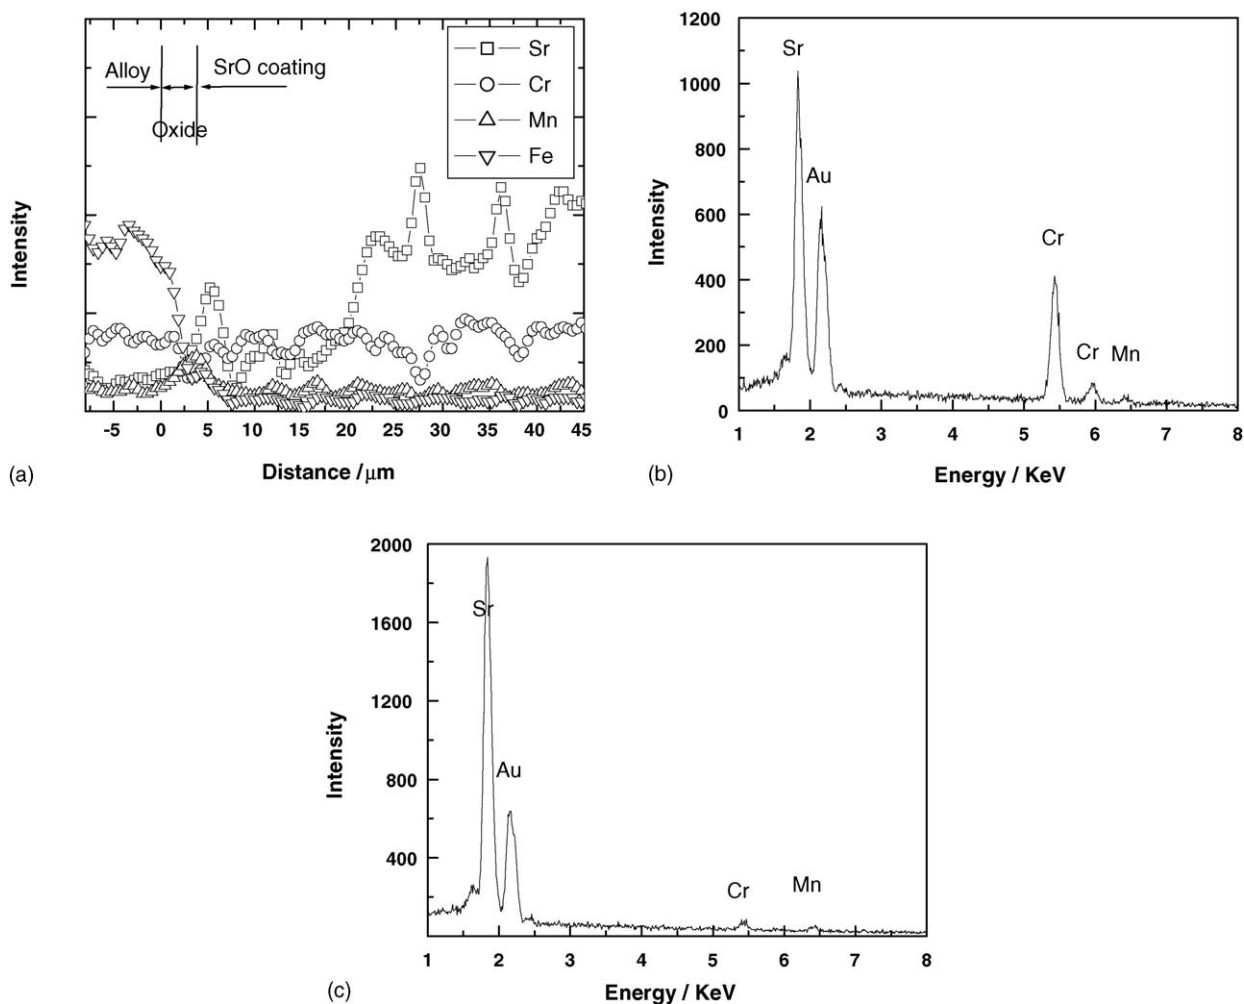 Sr
Cr
Mn
Fe
Alloy
SrO coating
Oxide
Intensity
-5 0 5 10 15 20 25 30 35 40 45
Distance /μm
(a)
1200
1000
800
600
400
200
0
Intensity
Sr
Au
Cr
Cr Mn
1 2 3 4 5 6 7 8
Energy / KeV
(b)
2000
1600
1200
800
400
Intensity
Sr
Au
Cr
Mn
1 2 3 4 5 6 7 8
Energy / KeV
(c)